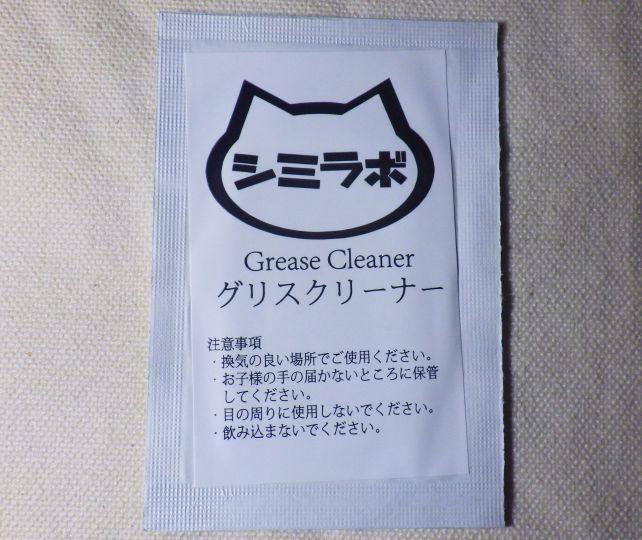 シミラボ
Grease Cleaner
グリスクリーナー
注意事項
・換気の良い場所でご使用ください。
・お子様の手の届かないところに保管
してください。
・目の周りに使用しないでください。
・飲み込まないでください。